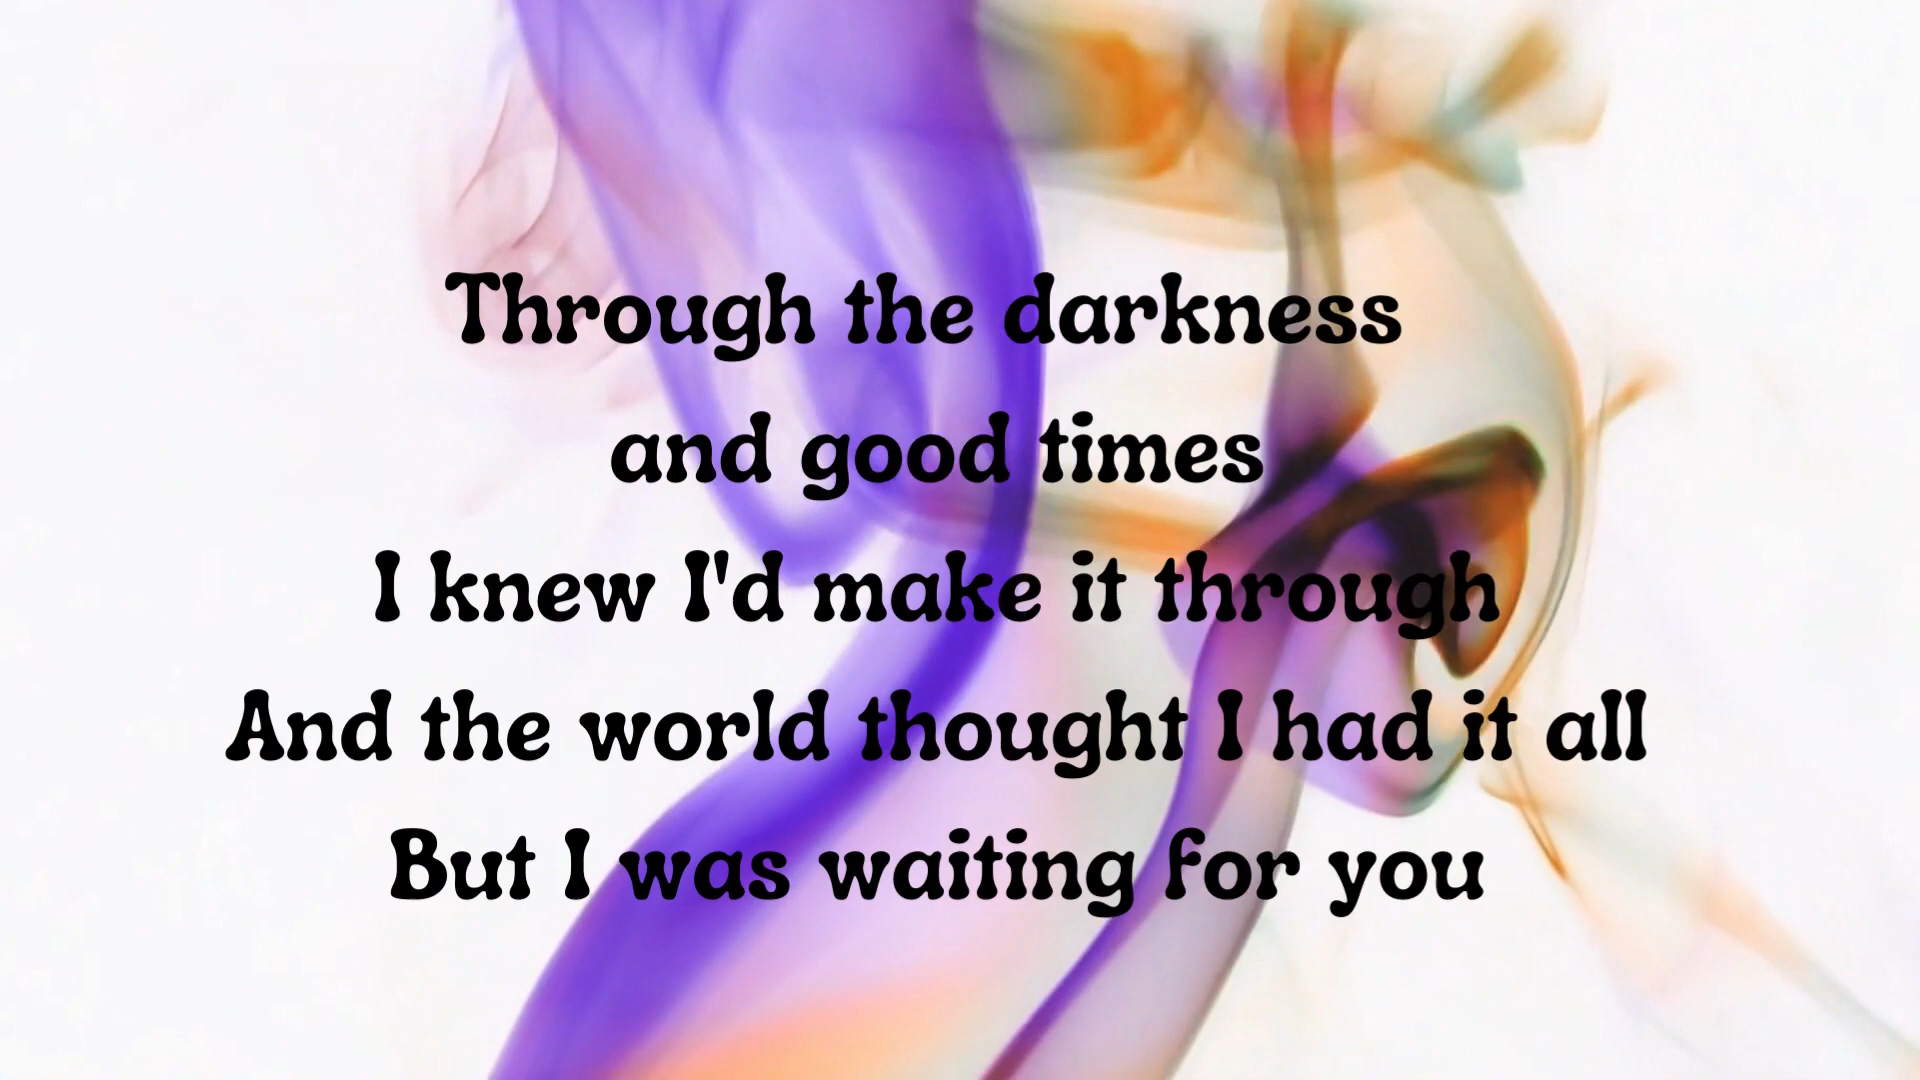 Through the darkness
and good times
I knew I'd make it through
And the world thought I had it all
But I was waiting for you